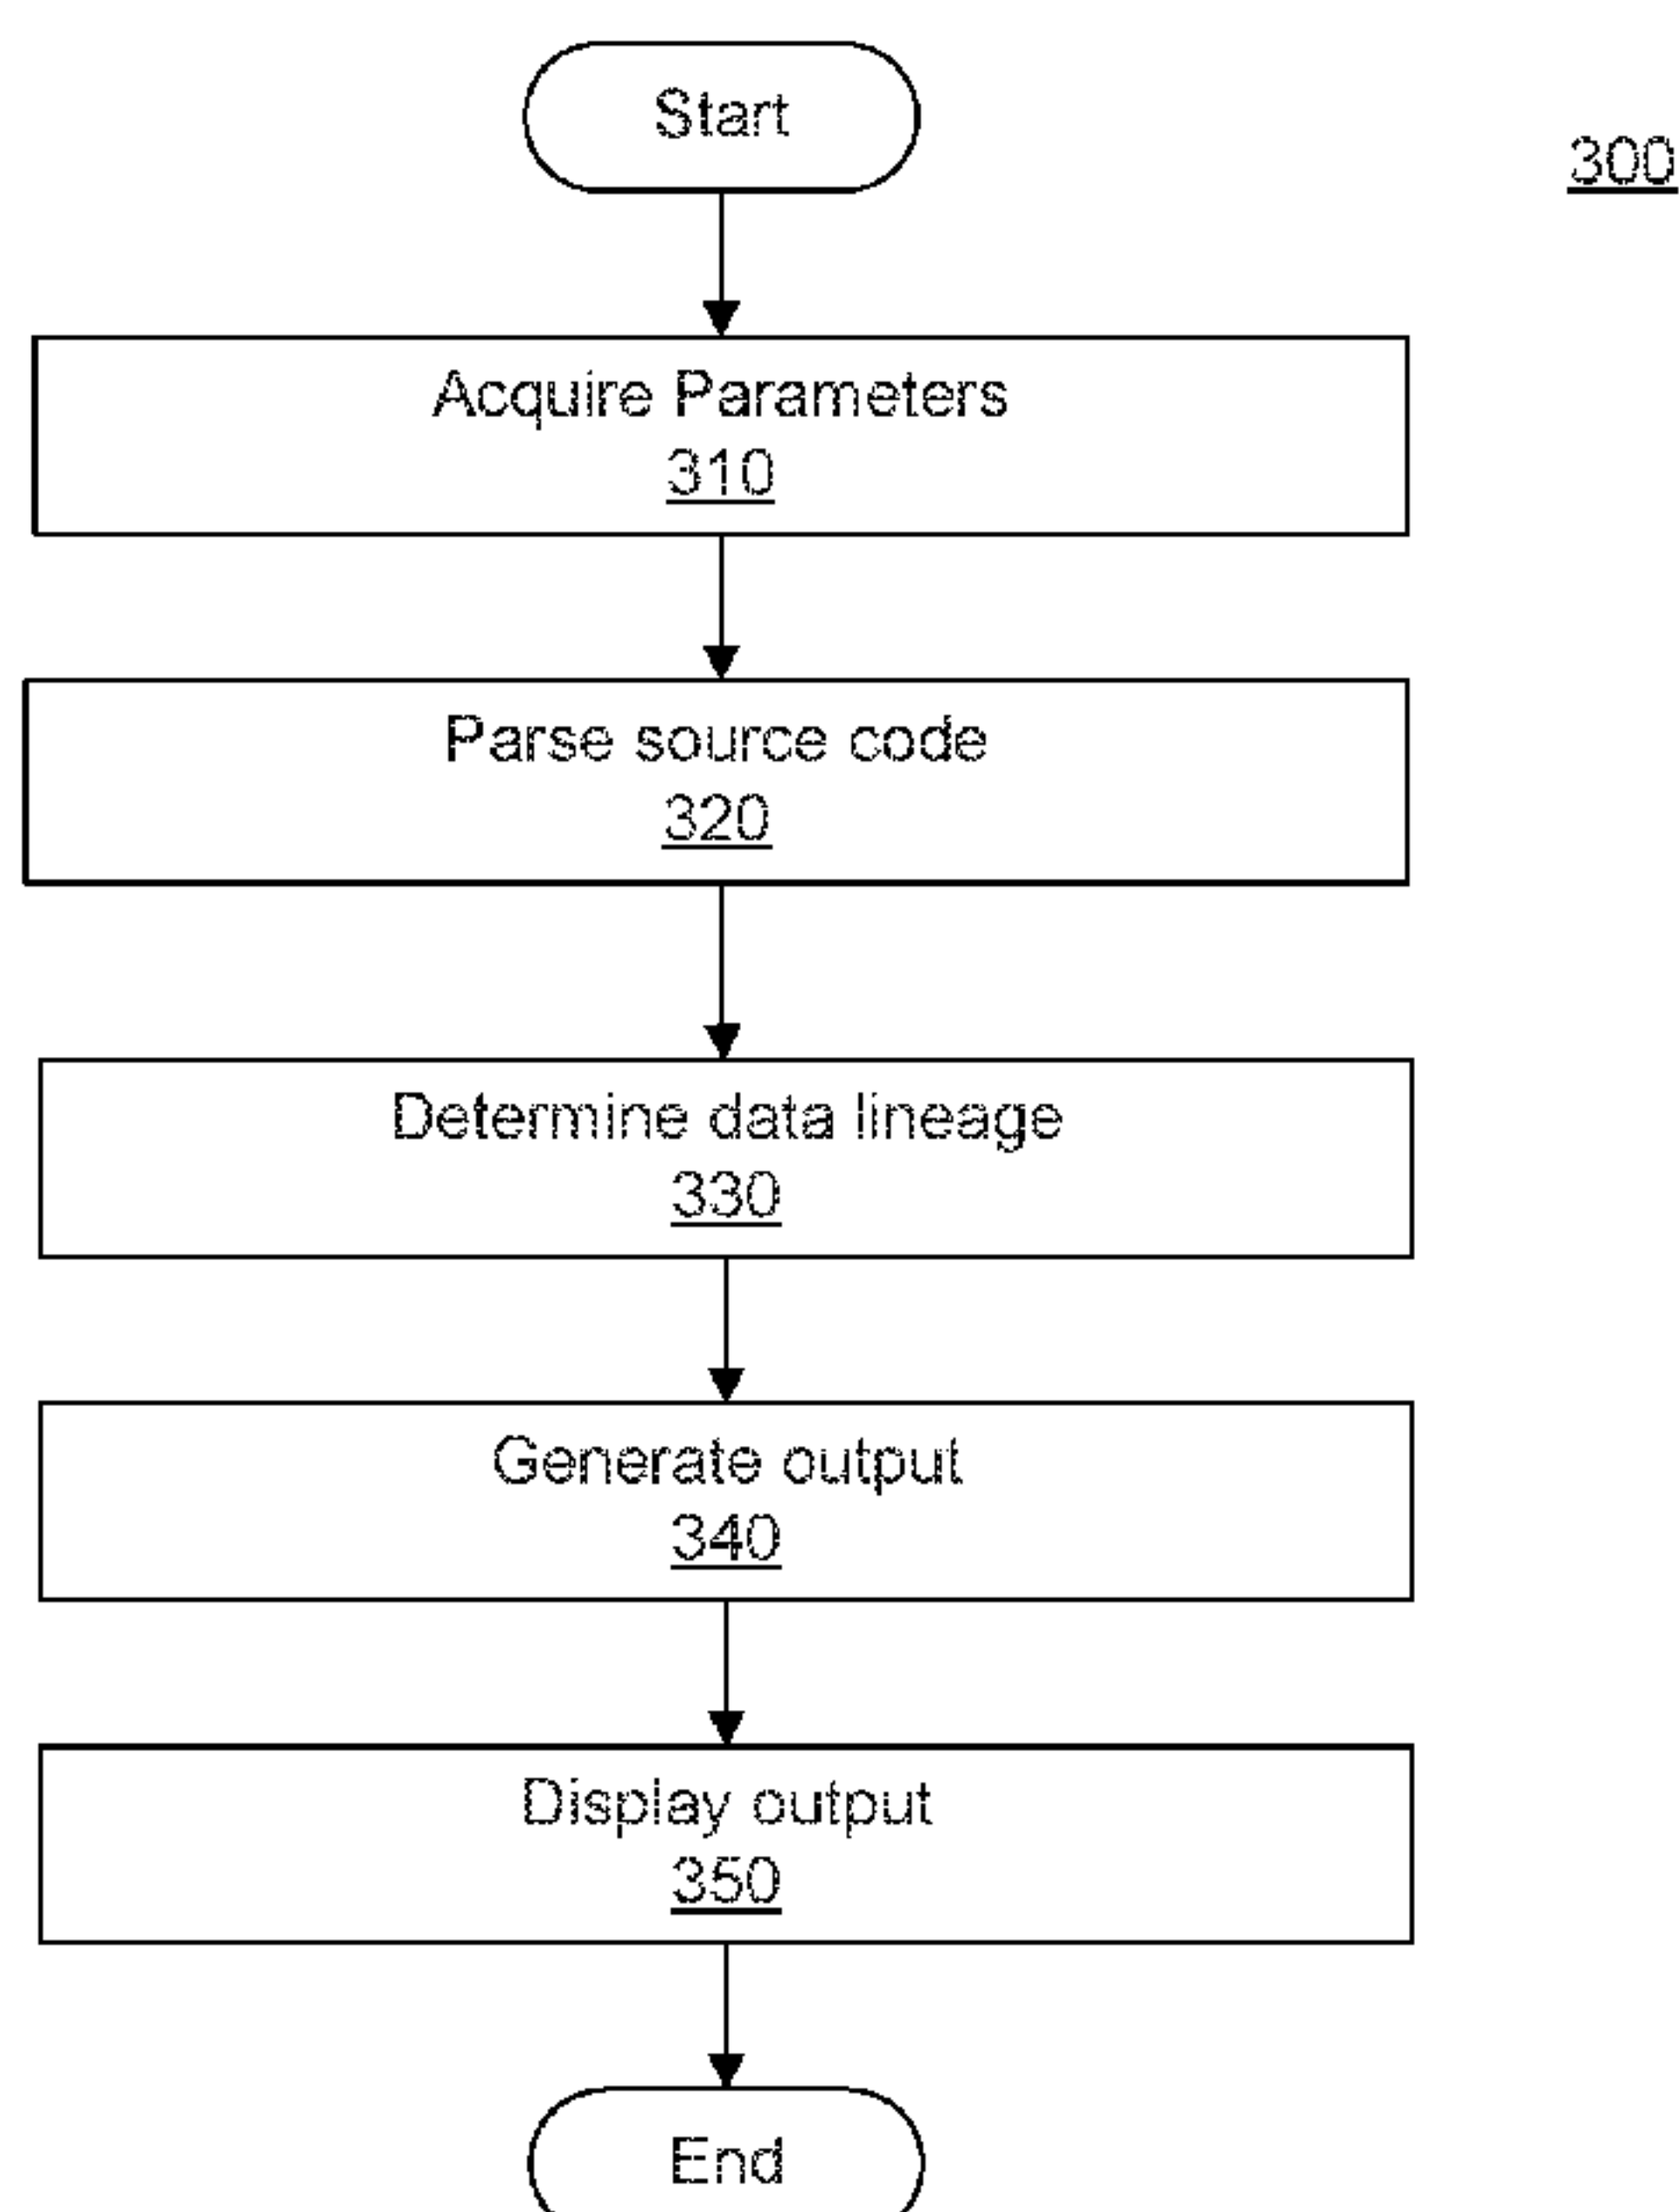 Start
300
Acquire Parameters
310
Parse source code
320
Determine data lineage
330
Generate output
340
Display output
350
End